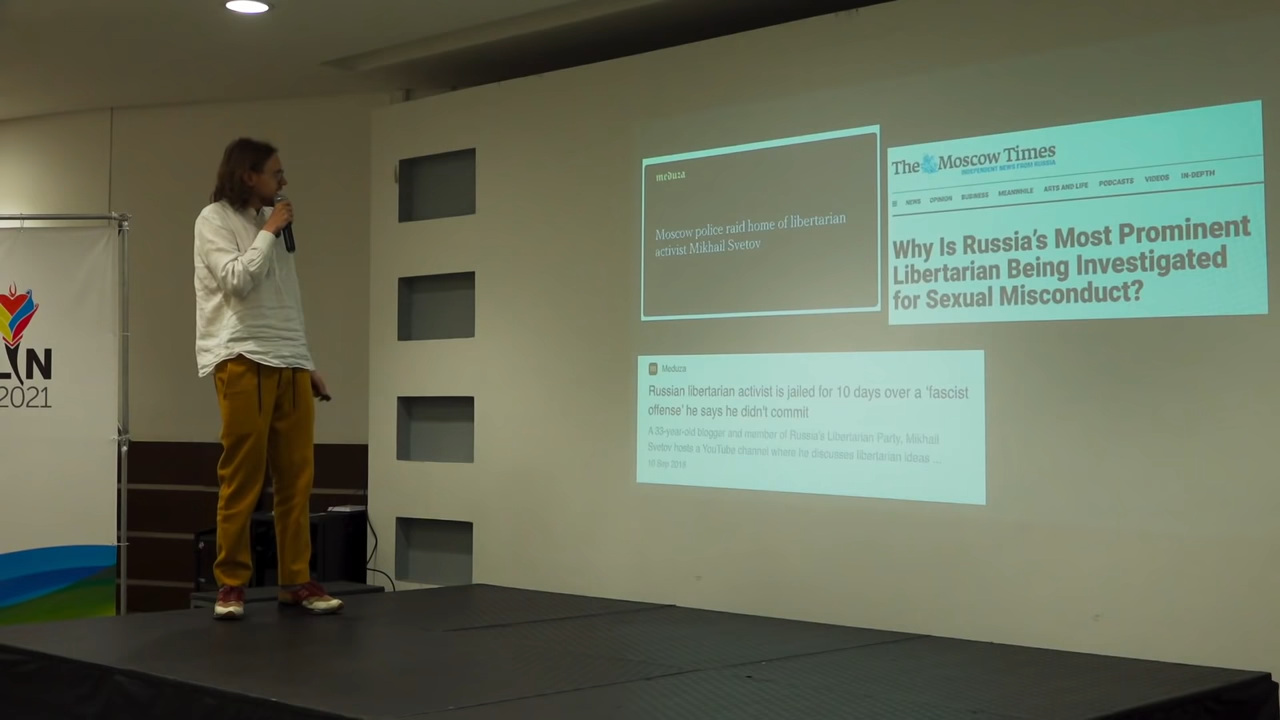 LIN
2021
meduza
Moscow police raid home of libertarian
activist Mikhail Svetov
The Moscow Times
INDEPENDENT NEWS FROM RUSSIA
NEWS OPINION BUSINESS MEANWHILE ARTS AND LIFE PODCASTS VIDEOS IN-DEPTH
Why Is Russia's Most Prominent
Libertarian Being Investigated
for Sexual Misconduct?
Meduza
Russian libertarian activist is jailed for 10 days over a 'fascist
offense' he says he didn't commit
A 33-year-old blogger and member of Russia's Libertarian Party, Mikhail
Svetov hosts a YouTube channel where he discusses libertarian ideas ...
10 Sep 2018